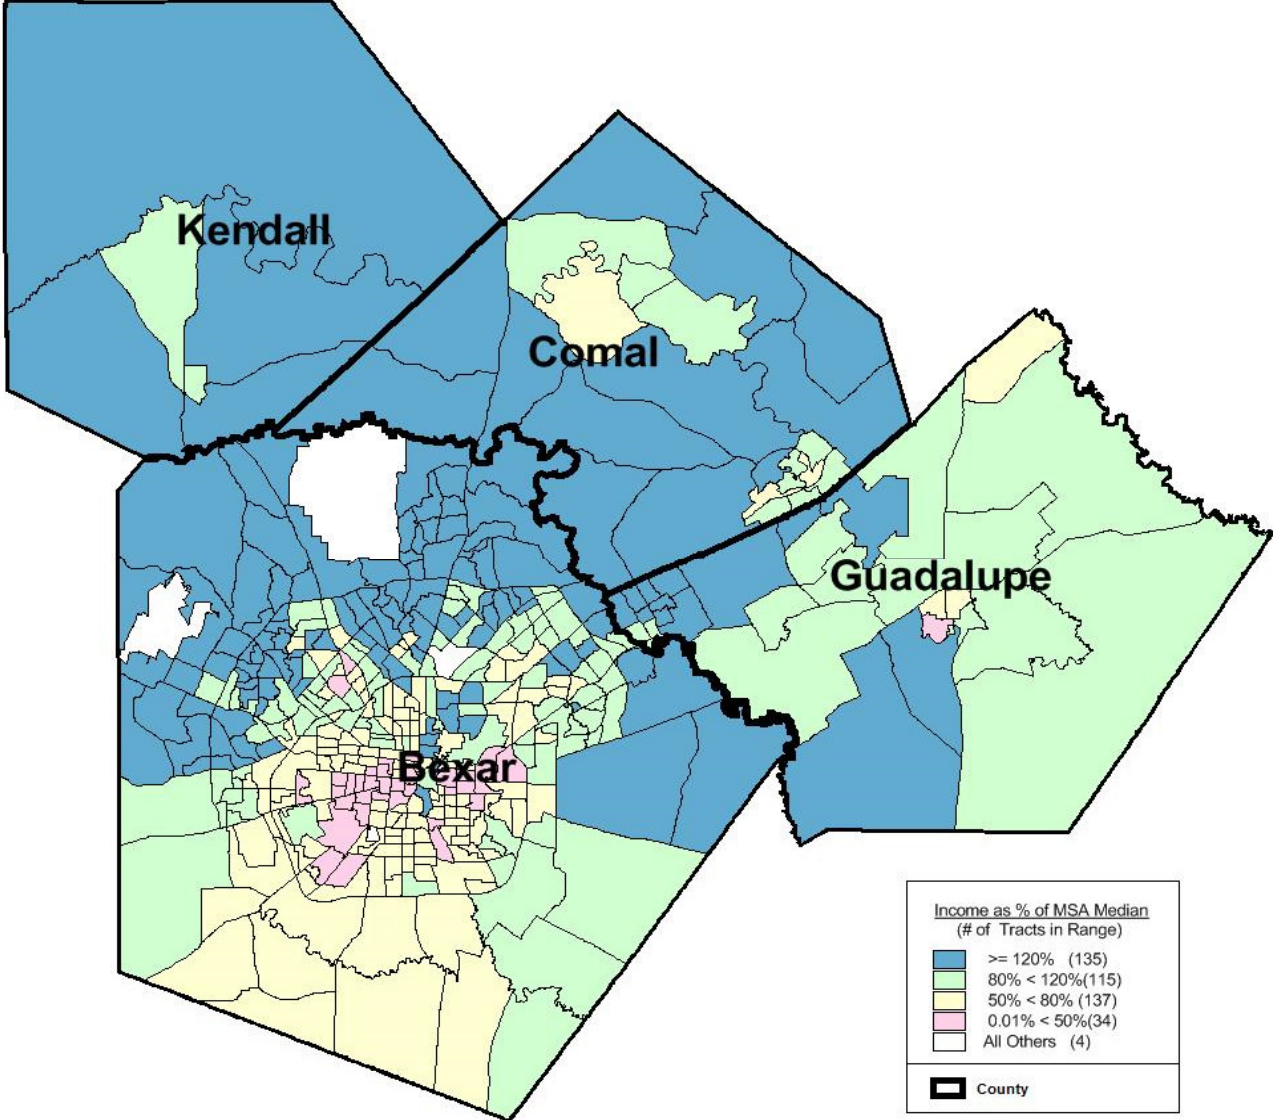 Kendall
Comal
Guadalupe
Bexar
Income as % of MSA Median
(# of Tracts in Range)
>= 120% (135)
80% < 120%(115)
50% < 80% (137)
0.01% < 50%(34)
All Others (4)
County